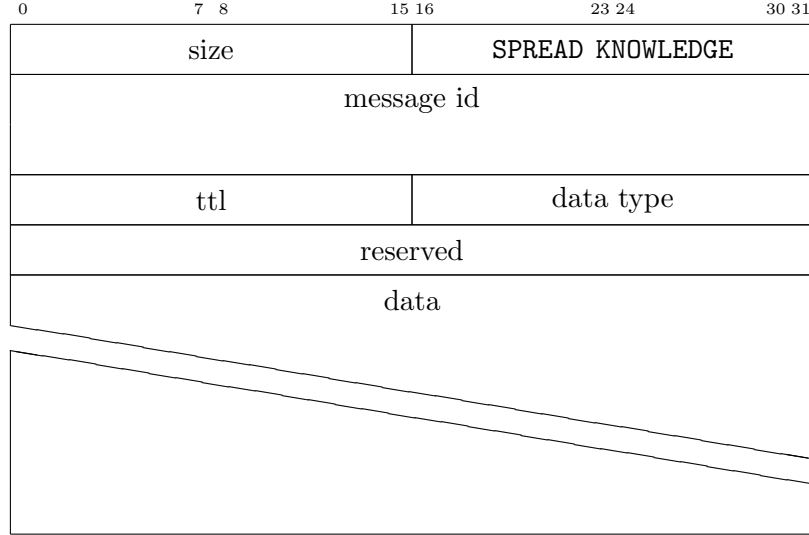 0 7 8 15 16 23 24 30 31
size SPREAD KNOWLEDGE
message id
ttl data type
reserved
data